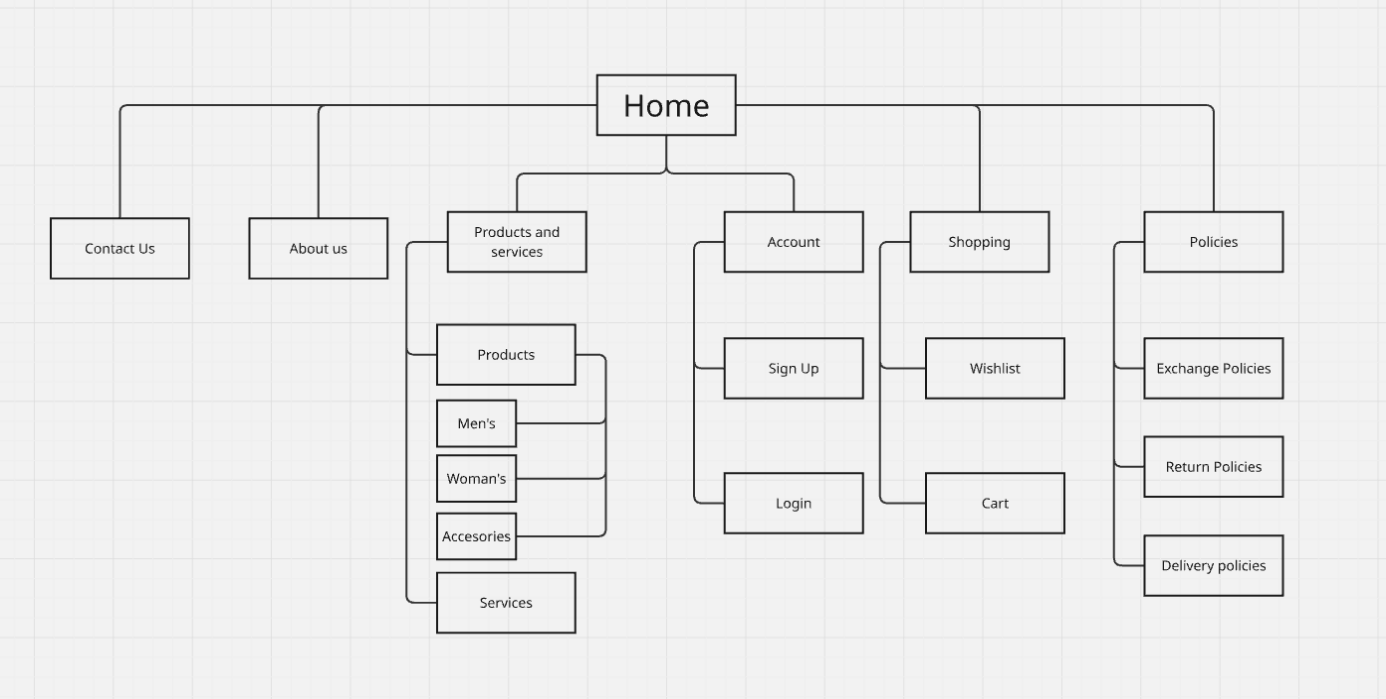 Home
Contact Us
About us
Products and
services
Account
Shopping
Policies
Products
Men's
Woman's
Accesories
Services
Sign Up
Login
Wishlist
Cart
Exchange Policies
Return Policies
Delivery policies